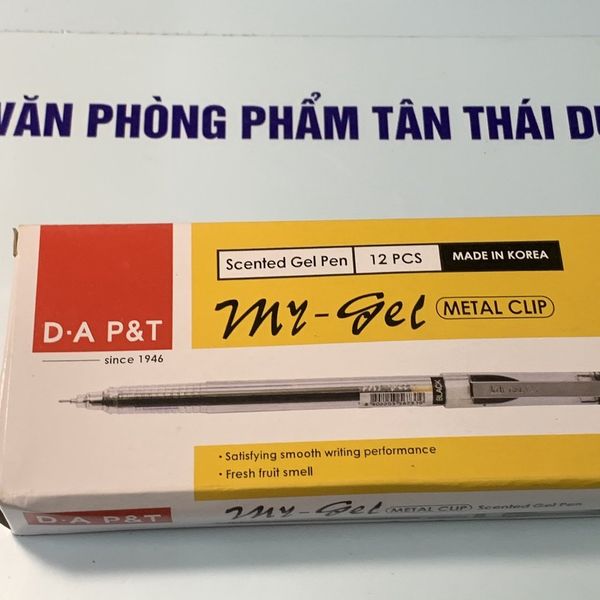 VĂN PHÒNG PHẨM TÂN THÁI
Scented Gel Pen 12 PCS MADE IN KOREA
My-Gel METAL CLIP
D·A P&T
since 1946
BLACK
· Satisfying smooth writing performance
· Fresh fruit smell
D·A P&T My-Gel METAL CLIP Scented Gel Pen